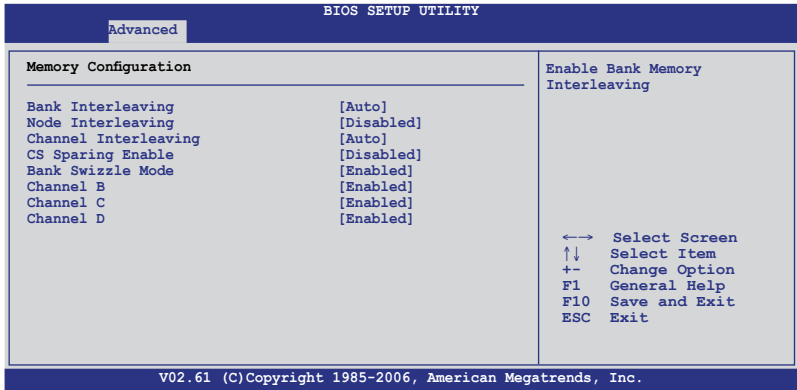 BIOS SETUP UTILITY
Advanced
Memory Configuration
Bank Interleaving [Auto]
Node Interleaving [Disabled]
Channel Interleaving [Auto]
CS Sparing Enable [Disabled]
Bank Swizzle Mode [Enabled]
Channel B [Enabled]
Channel C [Enabled]
Channel D [Enabled]
Enable Bank Memory
Interleaving
←→ Select Screen
↑↓ Select Item
+- Change Option
F1 General Help
F10 Save and Exit
ESC Exit
V02.61 (C)Copyright 1985-2006, American Megatrends, Inc.